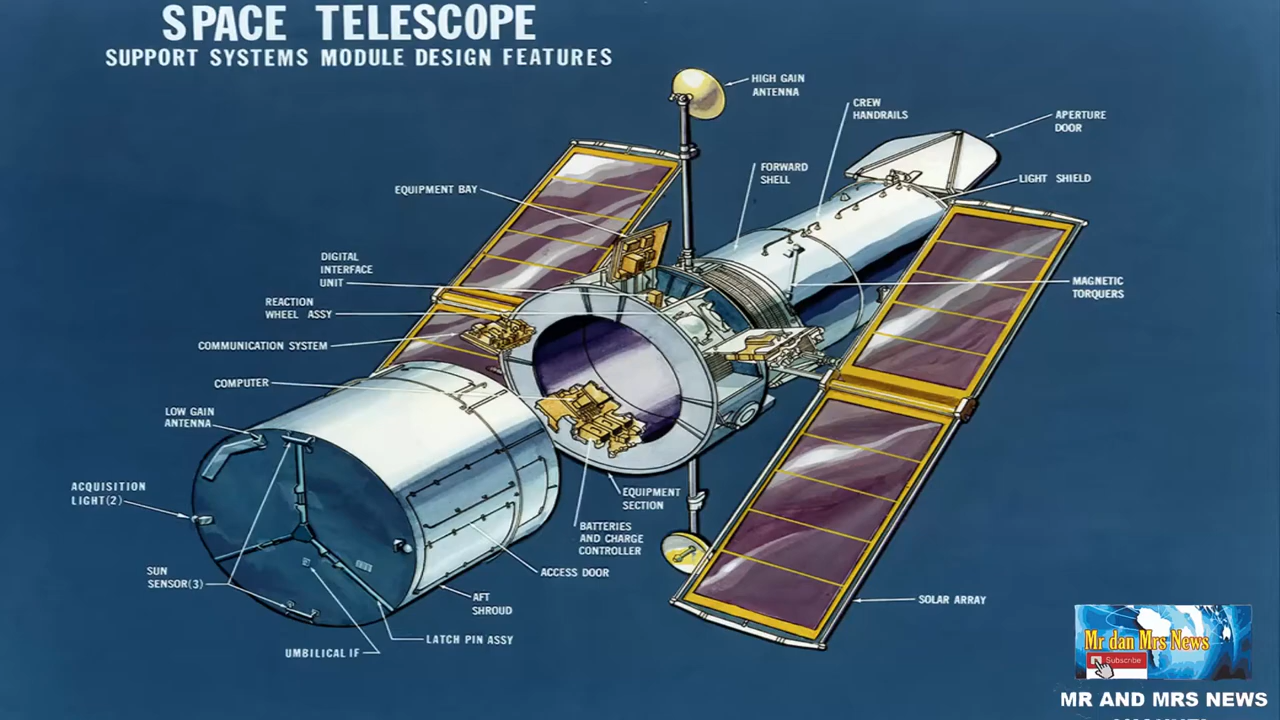 SPACE TELESCOPE
SUPPORT SYSTEMS MODULE DESIGN FEATURES
HIGH GAIN
ANTENNA
CREW
HANDRAILS
APERTURE
DOOR
FORWARD
SHELL
LIGHT SHIELD
EQUIPMENT BAY
DIGITAL
INTERFACE
UNIT
MAGNETIC
TORQUERS
REACTION
WHEEL ASSY
COMMUNICATION SYSTEM
COMPUTER
LOW GAIN
ANTENNA
ACQUISITION
LIGHT(2)
EQUIPMENT
SECTION
BATTERIES
AND CHARGE
CONTROLLER
ACCESS DOOR
SUN
SENSOR(3)
AFT
SHROUD
SOLAR ARRAY
LATCH PIN ASSY
UMBILICAL IF
Mr dan Mrs News
Subscribe
MR AND MRS NEWS